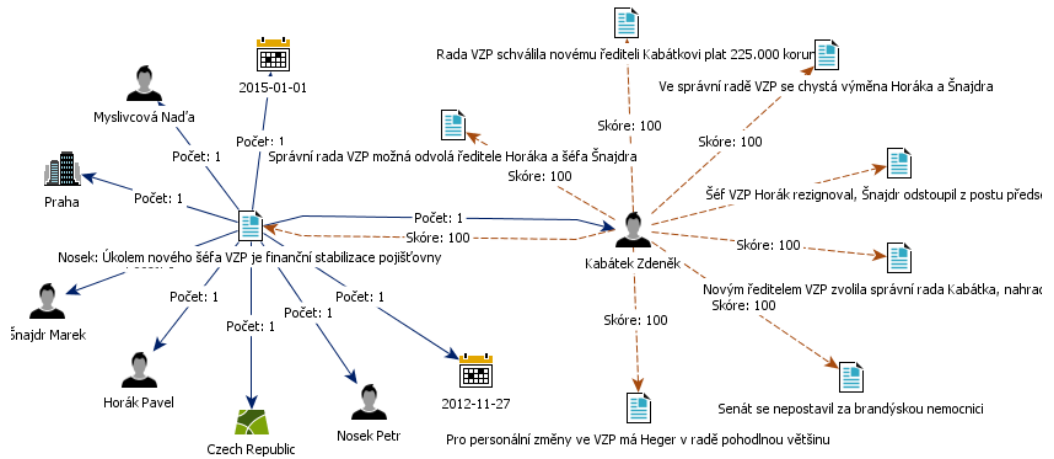 Rada VZP schválila novému řediteli Kabátkovi plat 225.000 korun
Ve správní radě VZP se chystá výměna Horáka a Šnajdra
2015-01-01
Myslivcová Naďa
Počet: 1
Skóre: 100
Skóre: 100
Počet: 1
Správní rada VZP možná odvolá ředitele Horáka a šéfa Šnajdra
Skóre: 100
Praha
Počet: 1
Šéf VZP Horák rezignoval, Šnajdr odstoupil z postu předse
Počet: 1
Skóre: 100
Skóre: 100
Nosek: Úkolem nového šéfa VZP je finanční stabilizace pojišťovny
Kabátek Zdeněk
Novým ředitelem VZP zvolila správní rada Kabátka, nahrad
Skóre: 100
Počet: 1
Počet: 1
Počet: 1
Počet: 1
Skóre: 100
Šnajdr Marek
Horák Pavel
2012-11-27
Senát se nepostavil za brandýskou nemocnici
Nosek Petr
Pro personální změny ve VZP má Heger v radě pohodlnou většinu
Czech Republic